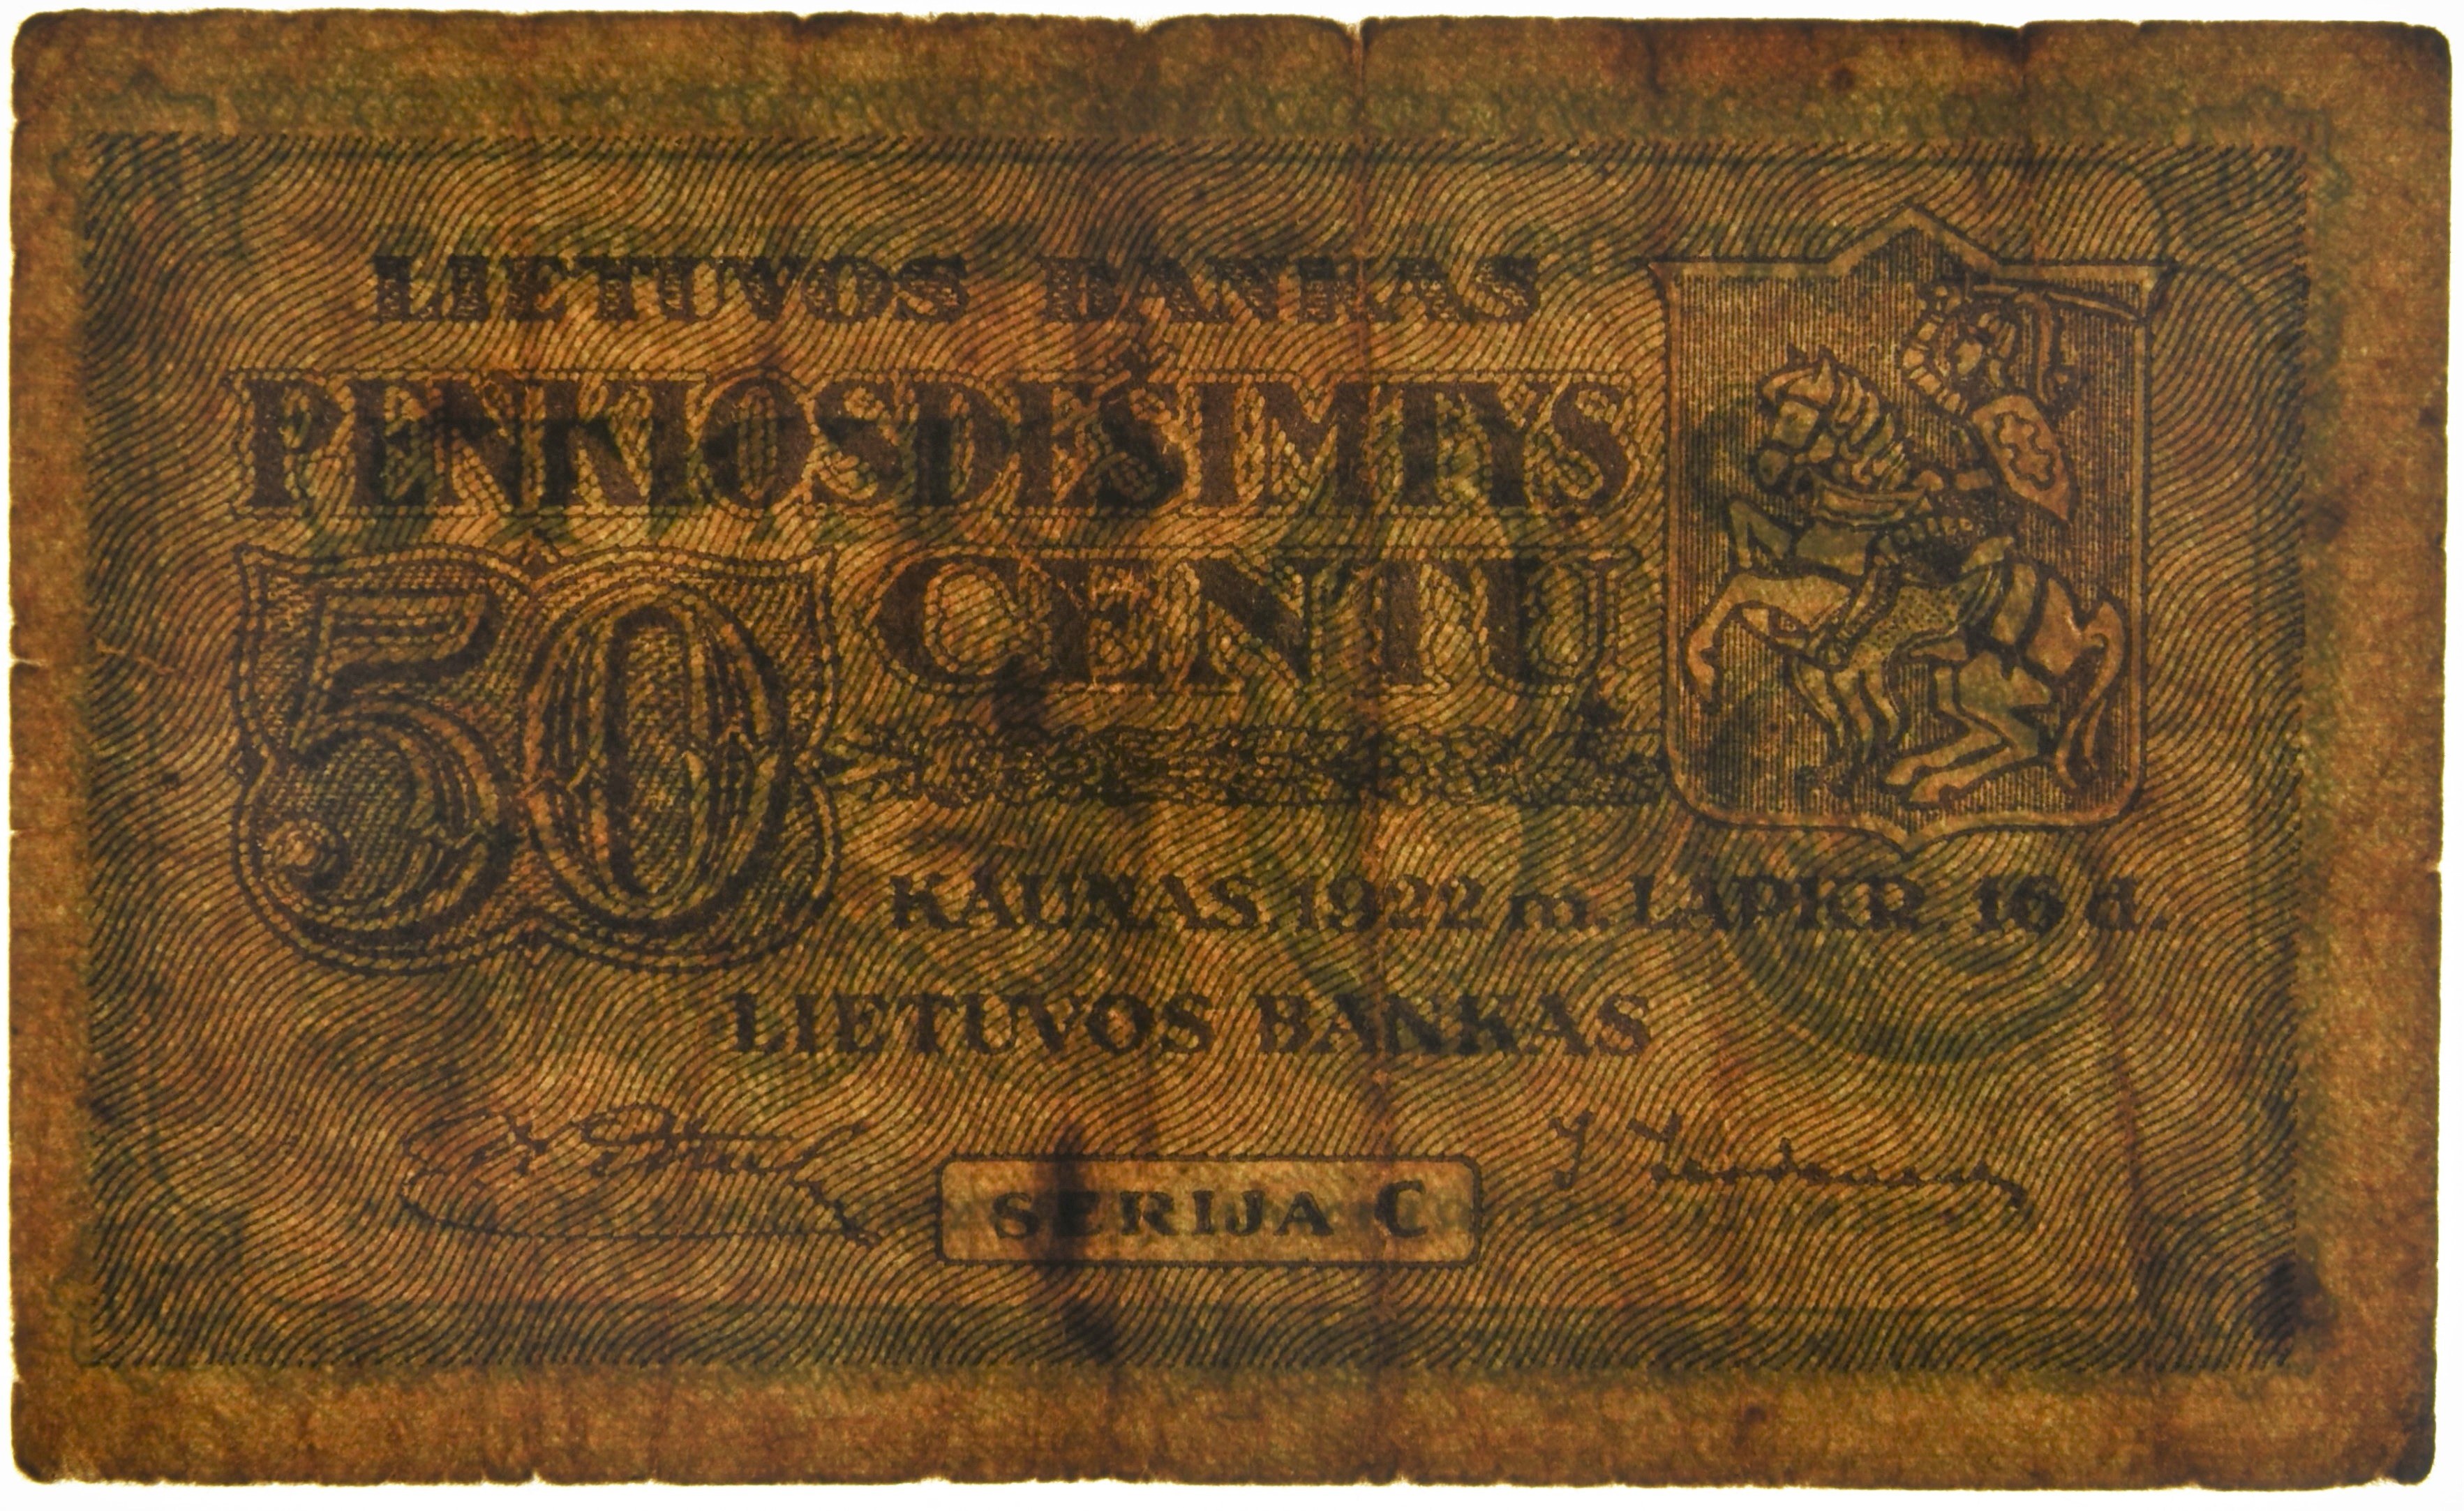 LIETUVOS BANKAS
PENKIOSDEŠIMTYS
50 CENTŲ
KAUNAS, 1922 m. LAPKR. 16 d.
LIETUVOS BANKAS
SERIJA C